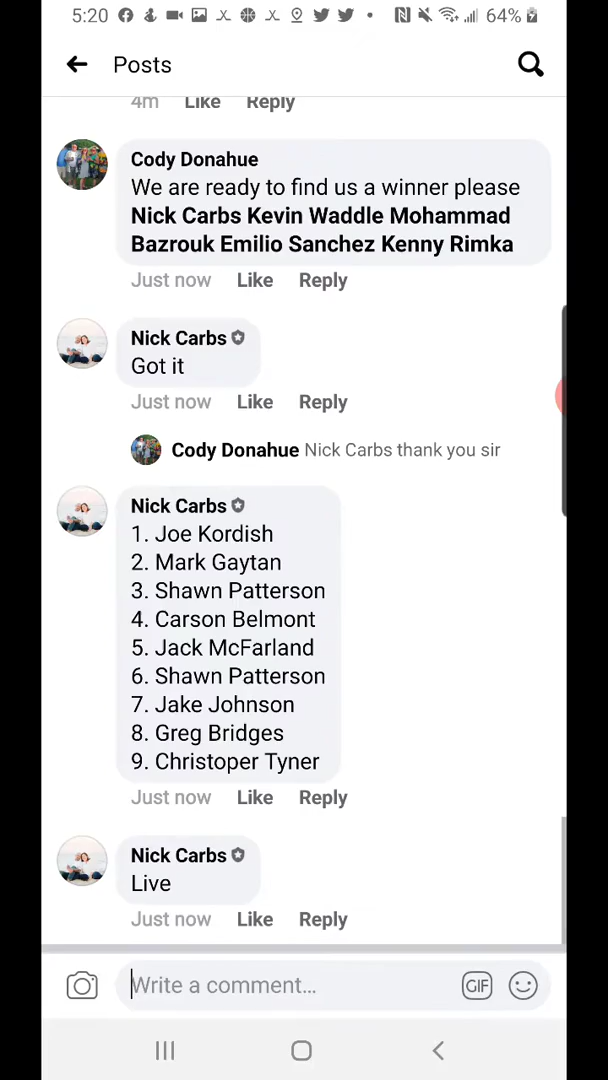 5:20 64%
Posts
4m Like Reply
Cody Donahue
We are ready to find us a winner please
Nick Carbs Kevin Waddle Mohammad
Bazrouk Emilio Sanchez Kenny Rimka
Just now Like Reply
Nick Carbs
Got it
Just now Like Reply
Cody Donahue Nick Carbs thank you sir
Nick Carbs
1. Joe Kordish
2. Mark Gaytan
3. Shawn Patterson
4. Carson Belmont
5. Jack McFarland
6. Shawn Patterson
7. Jake Johnson
8. Greg Bridges
9. Christoper Tyner
Just now Like Reply
Nick Carbs
Live
Just now Like Reply
Write a comment... GIF